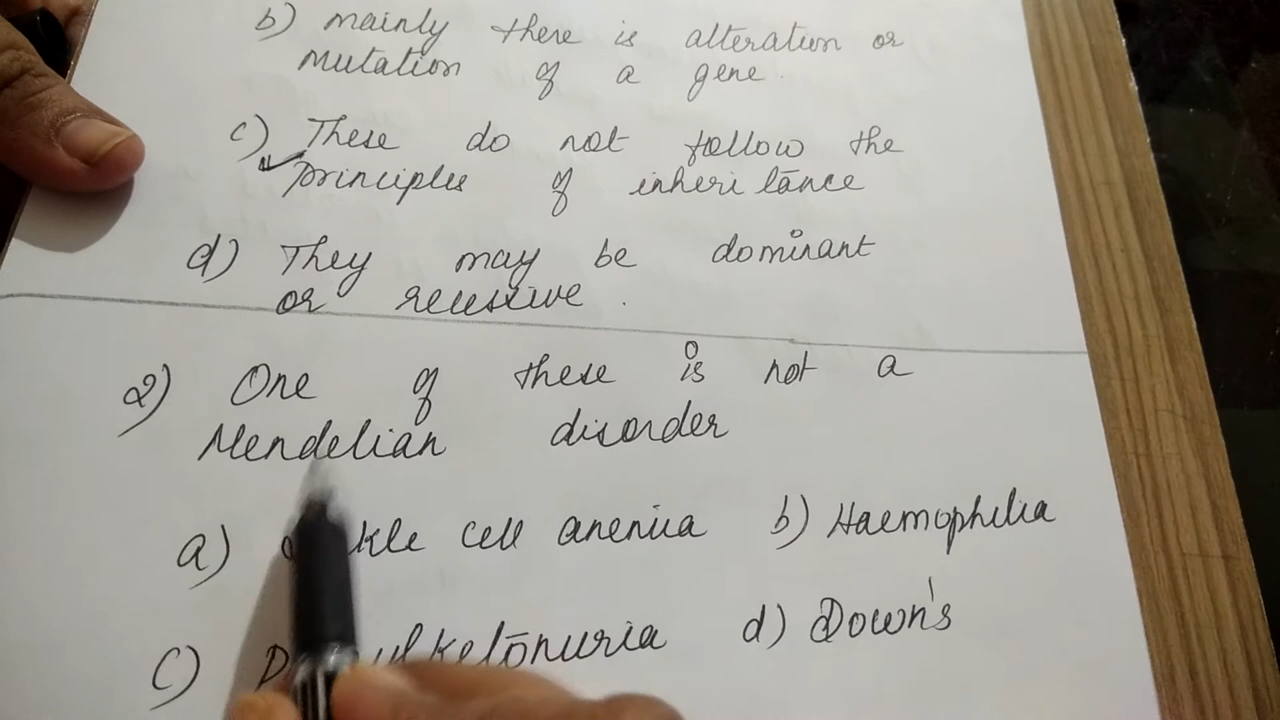 b) mainly there is alteration or
mutation of a gene.
c) These do not follow the
principles of inheritance
d) They may be dominant
or recessive.
2) One of these is not a
Mendelian disorder
a) kle cell anemia b) Haemophilia
c) ylketonuria d) Down's